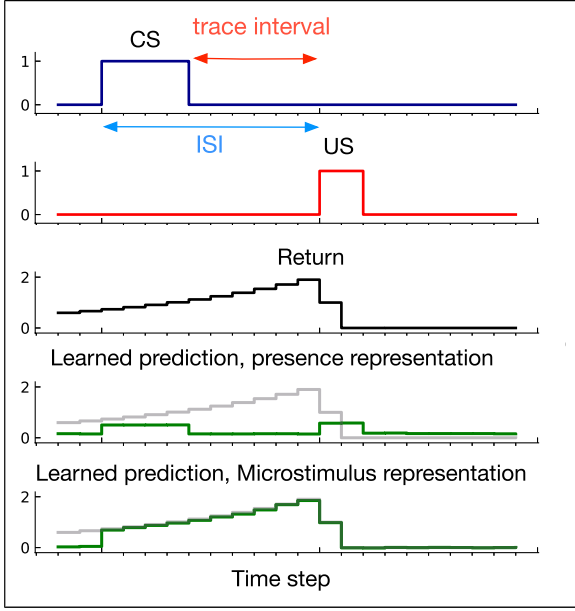 trace interval
CS
1
0
ISI
US
1
0
Return
2
0
Learned prediction, presence representation
2
0
Learned prediction, Microstimulus representation
2
0
Time step